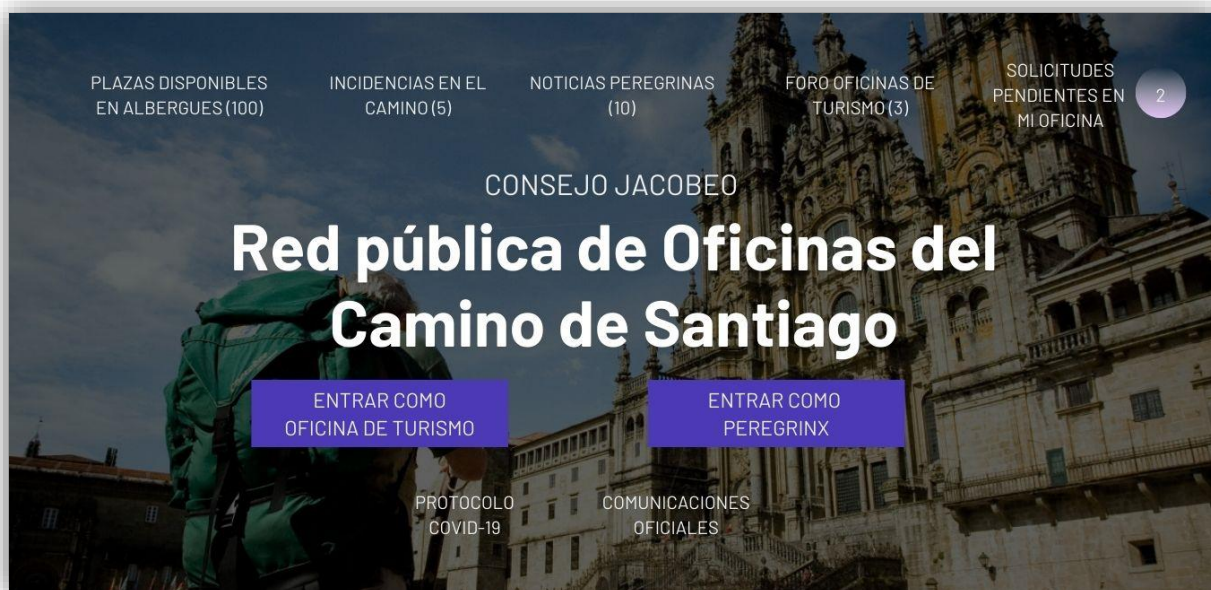 PLAZAS DISPONIBLES
EN ALBERGUES (100)
INCIDENCIAS EN EL
CAMINO (5)
NOTICIAS PEREGRINAS
(10)
FORO OFICINAS DE
TURISMO (3)
SOLICITUDES
PENDIENTES EN
MI OFICINA
2
CONSEJO JACOBEO
Red pública de Oficinas del
Camino de Santiago
ENTRAR COMO
OFICINA DE TURISMO
ENTRAR COMO
PEREGRINX
PROTOCOLO
COVID-19
COMUNICACIONES
OFICIALES